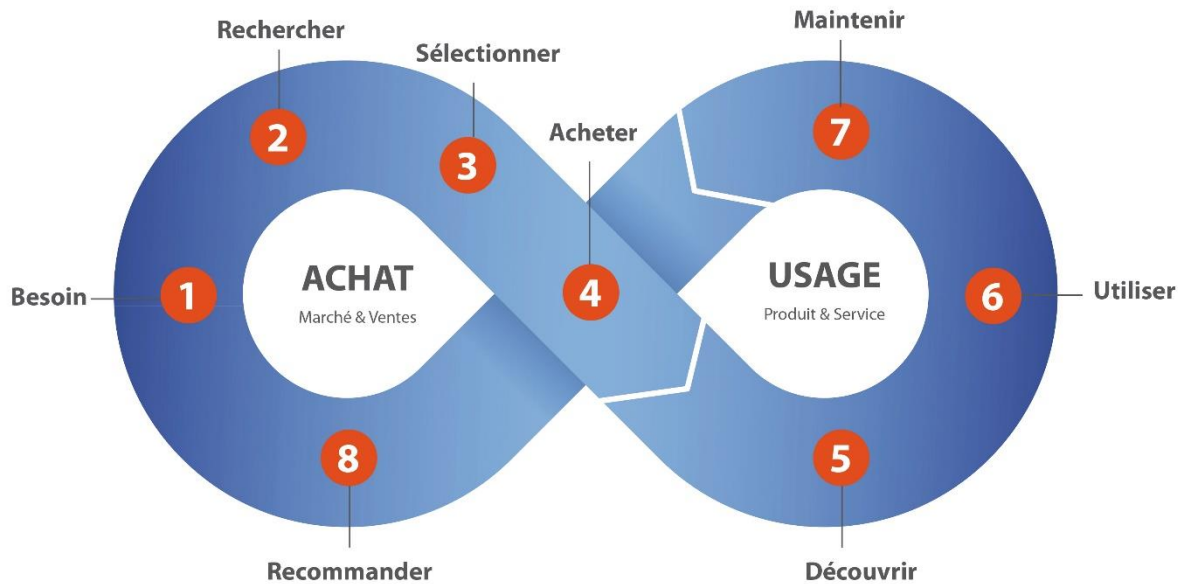 Rechercher
2
Sélectionner
3
Maintenir
7
Acheter
4
Besoin
1
ACHAT
Marché & Ventes
USAGE
Produit & Service
6
Utiliser
8
Recommander
5
Découvrir